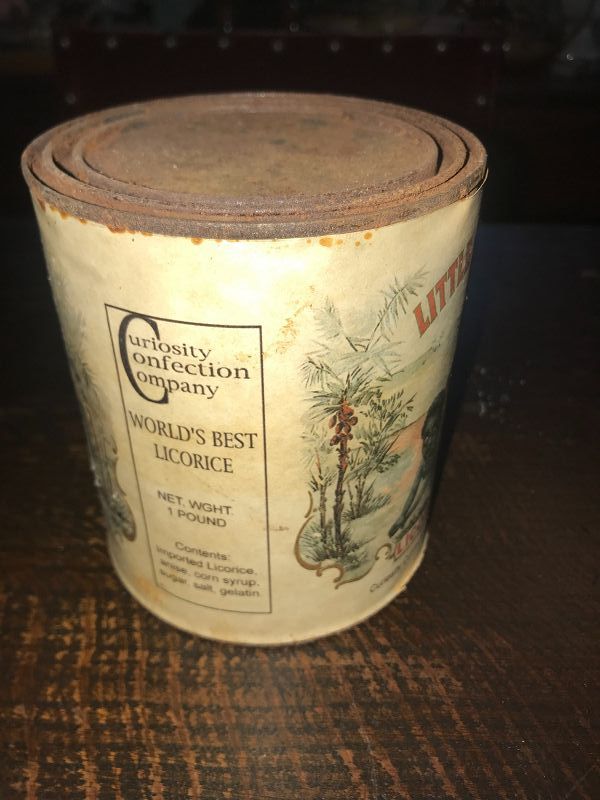 Curiosity
Confection
Company
WORLD'S BEST
LICORICE
NET. WGHT.
1 POUND
Contents:
Imported Licorice,
anise, corn syrup,
sugar, salt, gelatin.
LITTLE